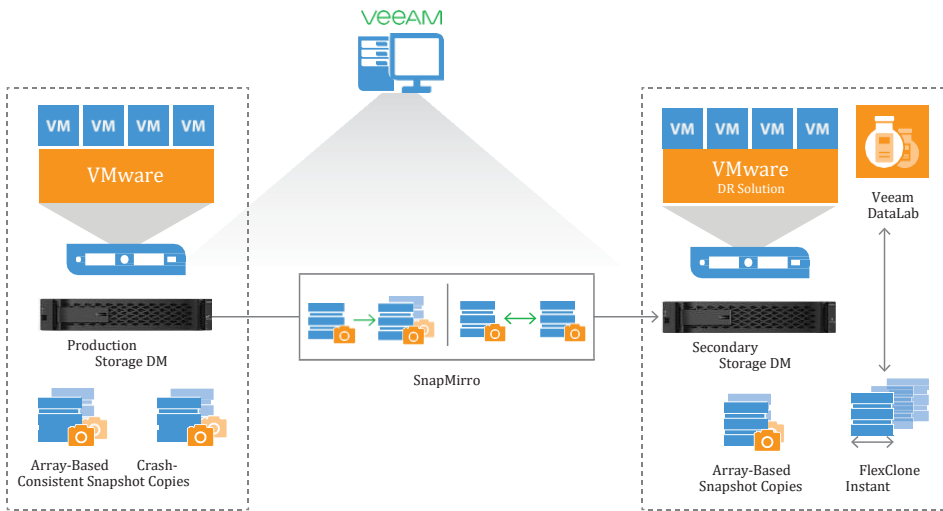 veeAM
VM VM VM VM
VMware
Production
Storage DM
Array-Based Crash-
Consistent Snapshot Copies
SnapMirro
VM VM VM VM
VMware
DR Solution
Veeam
DataLab
Secondary
Storage DM
Array-Based
Snapshot Copies
FlexClone
Instant